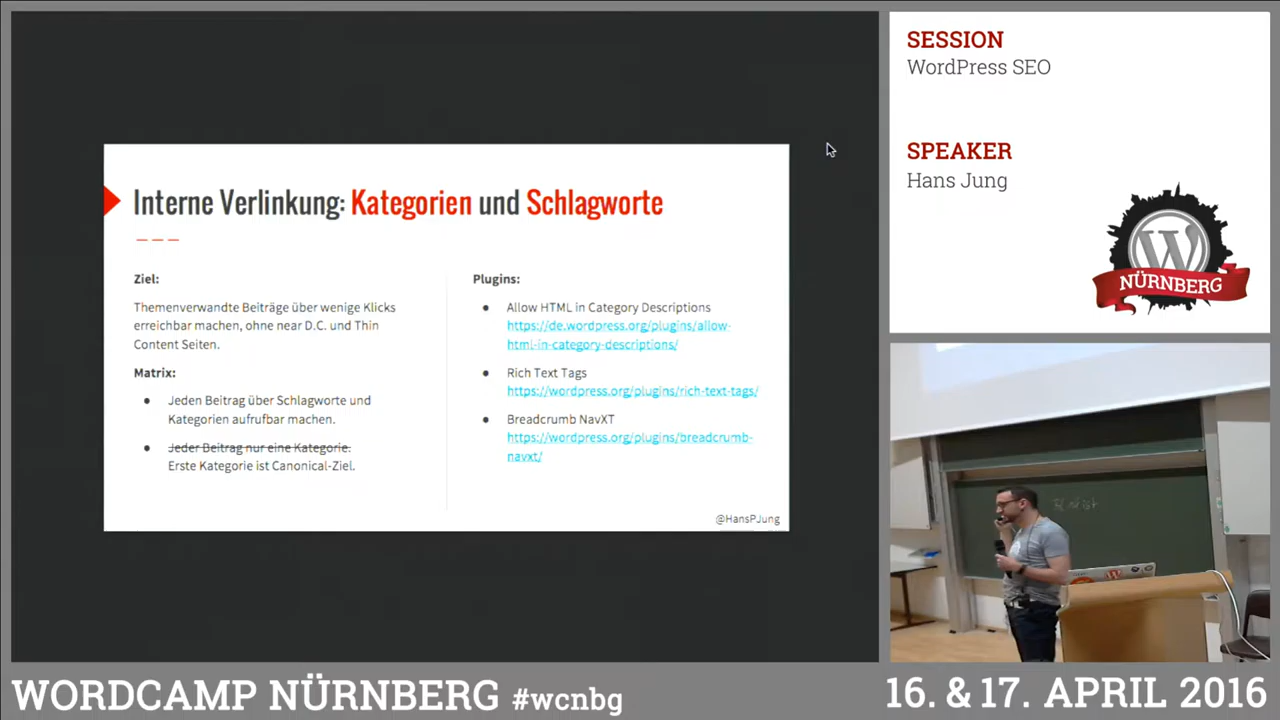 Interne Verlinkung: Kategorien und Schlagworte
Ziel:
Themenverwandte Beiträge über wenige Klicks
erreichbar machen, ohne near D.C. und Thin
Content Seiten.
Matrix:
Jeden Beitrag über Schlagworte und
Kategorien aufrufbar machen.
Jeder Beitrag nur eine Kategorie.
Erste Kategorie ist Canonical-Ziel.
Plugins:
Allow HTML in Category Descriptions
https://de.wordpress.org/plugins/allow-
html-in-category-descriptions/
Rich Text Tags
https://wordpress.org/plugins/rich-text-tags/
Breadcrumb NavXT
https://wordpress.org/plugins/breadcrumb-
navxt/
@HansPJung
SESSION
WordPress SEO
SPEAKER
Hans Jung
W
NÜRNBERG
WORDCAMP NÜRNBERG #wcnbg
16. & 17. APRIL 2016